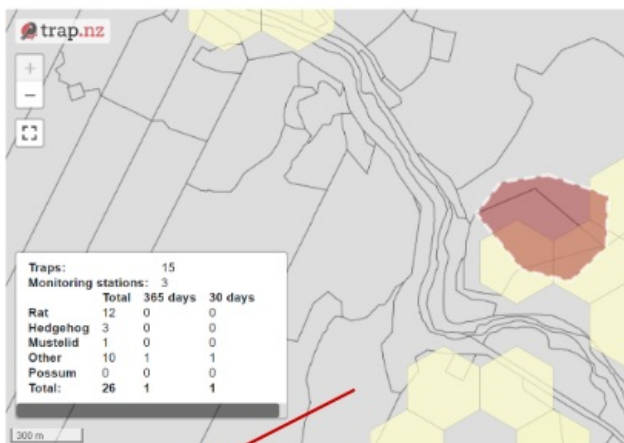 trap.nz
+
−
Traps: 15
Monitoring stations: 3
Total 365 days 30 days
Rat 12 0 0
Hedgehog 3 0 0
Mustelid 1 0 0
Other 10 1 1
Possum 0 0 0
Total: 26 1 1
300 m